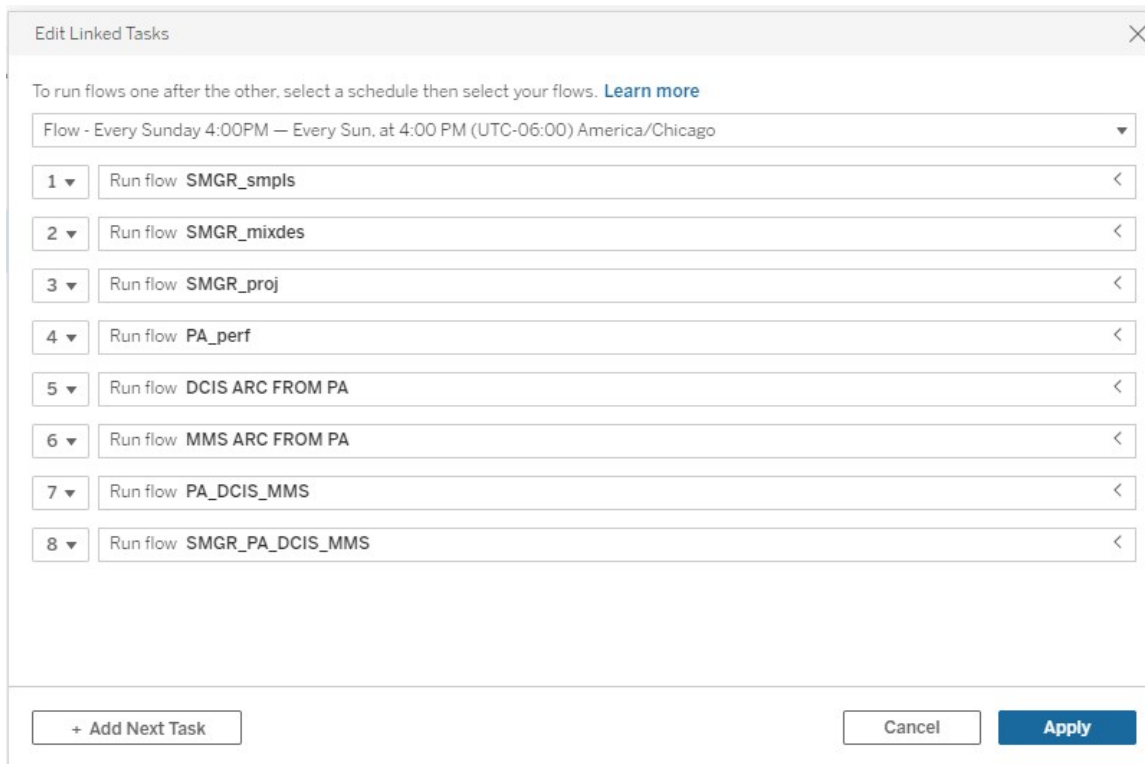 Edit Linked Tasks
To run flows one after the other, select a schedule then select your flows. Learn more
Flow - Every Sunday 4:00PM — Every Sun, at 4:00 PM (UTC-06:00) America/Chicago
1 Run flow SMGR_smpls
2 Run flow SMGR_mixdes
3 Run flow SMGR_proj
4 Run flow PA_perf
5 Run flow DCIS ARC FROM PA
6 Run flow MMS ARC FROM PA
7 Run flow PA_DCIS_MMS
8 Run flow SMGR_PA_DCIS_MMS
+ Add Next Task Cancel Apply